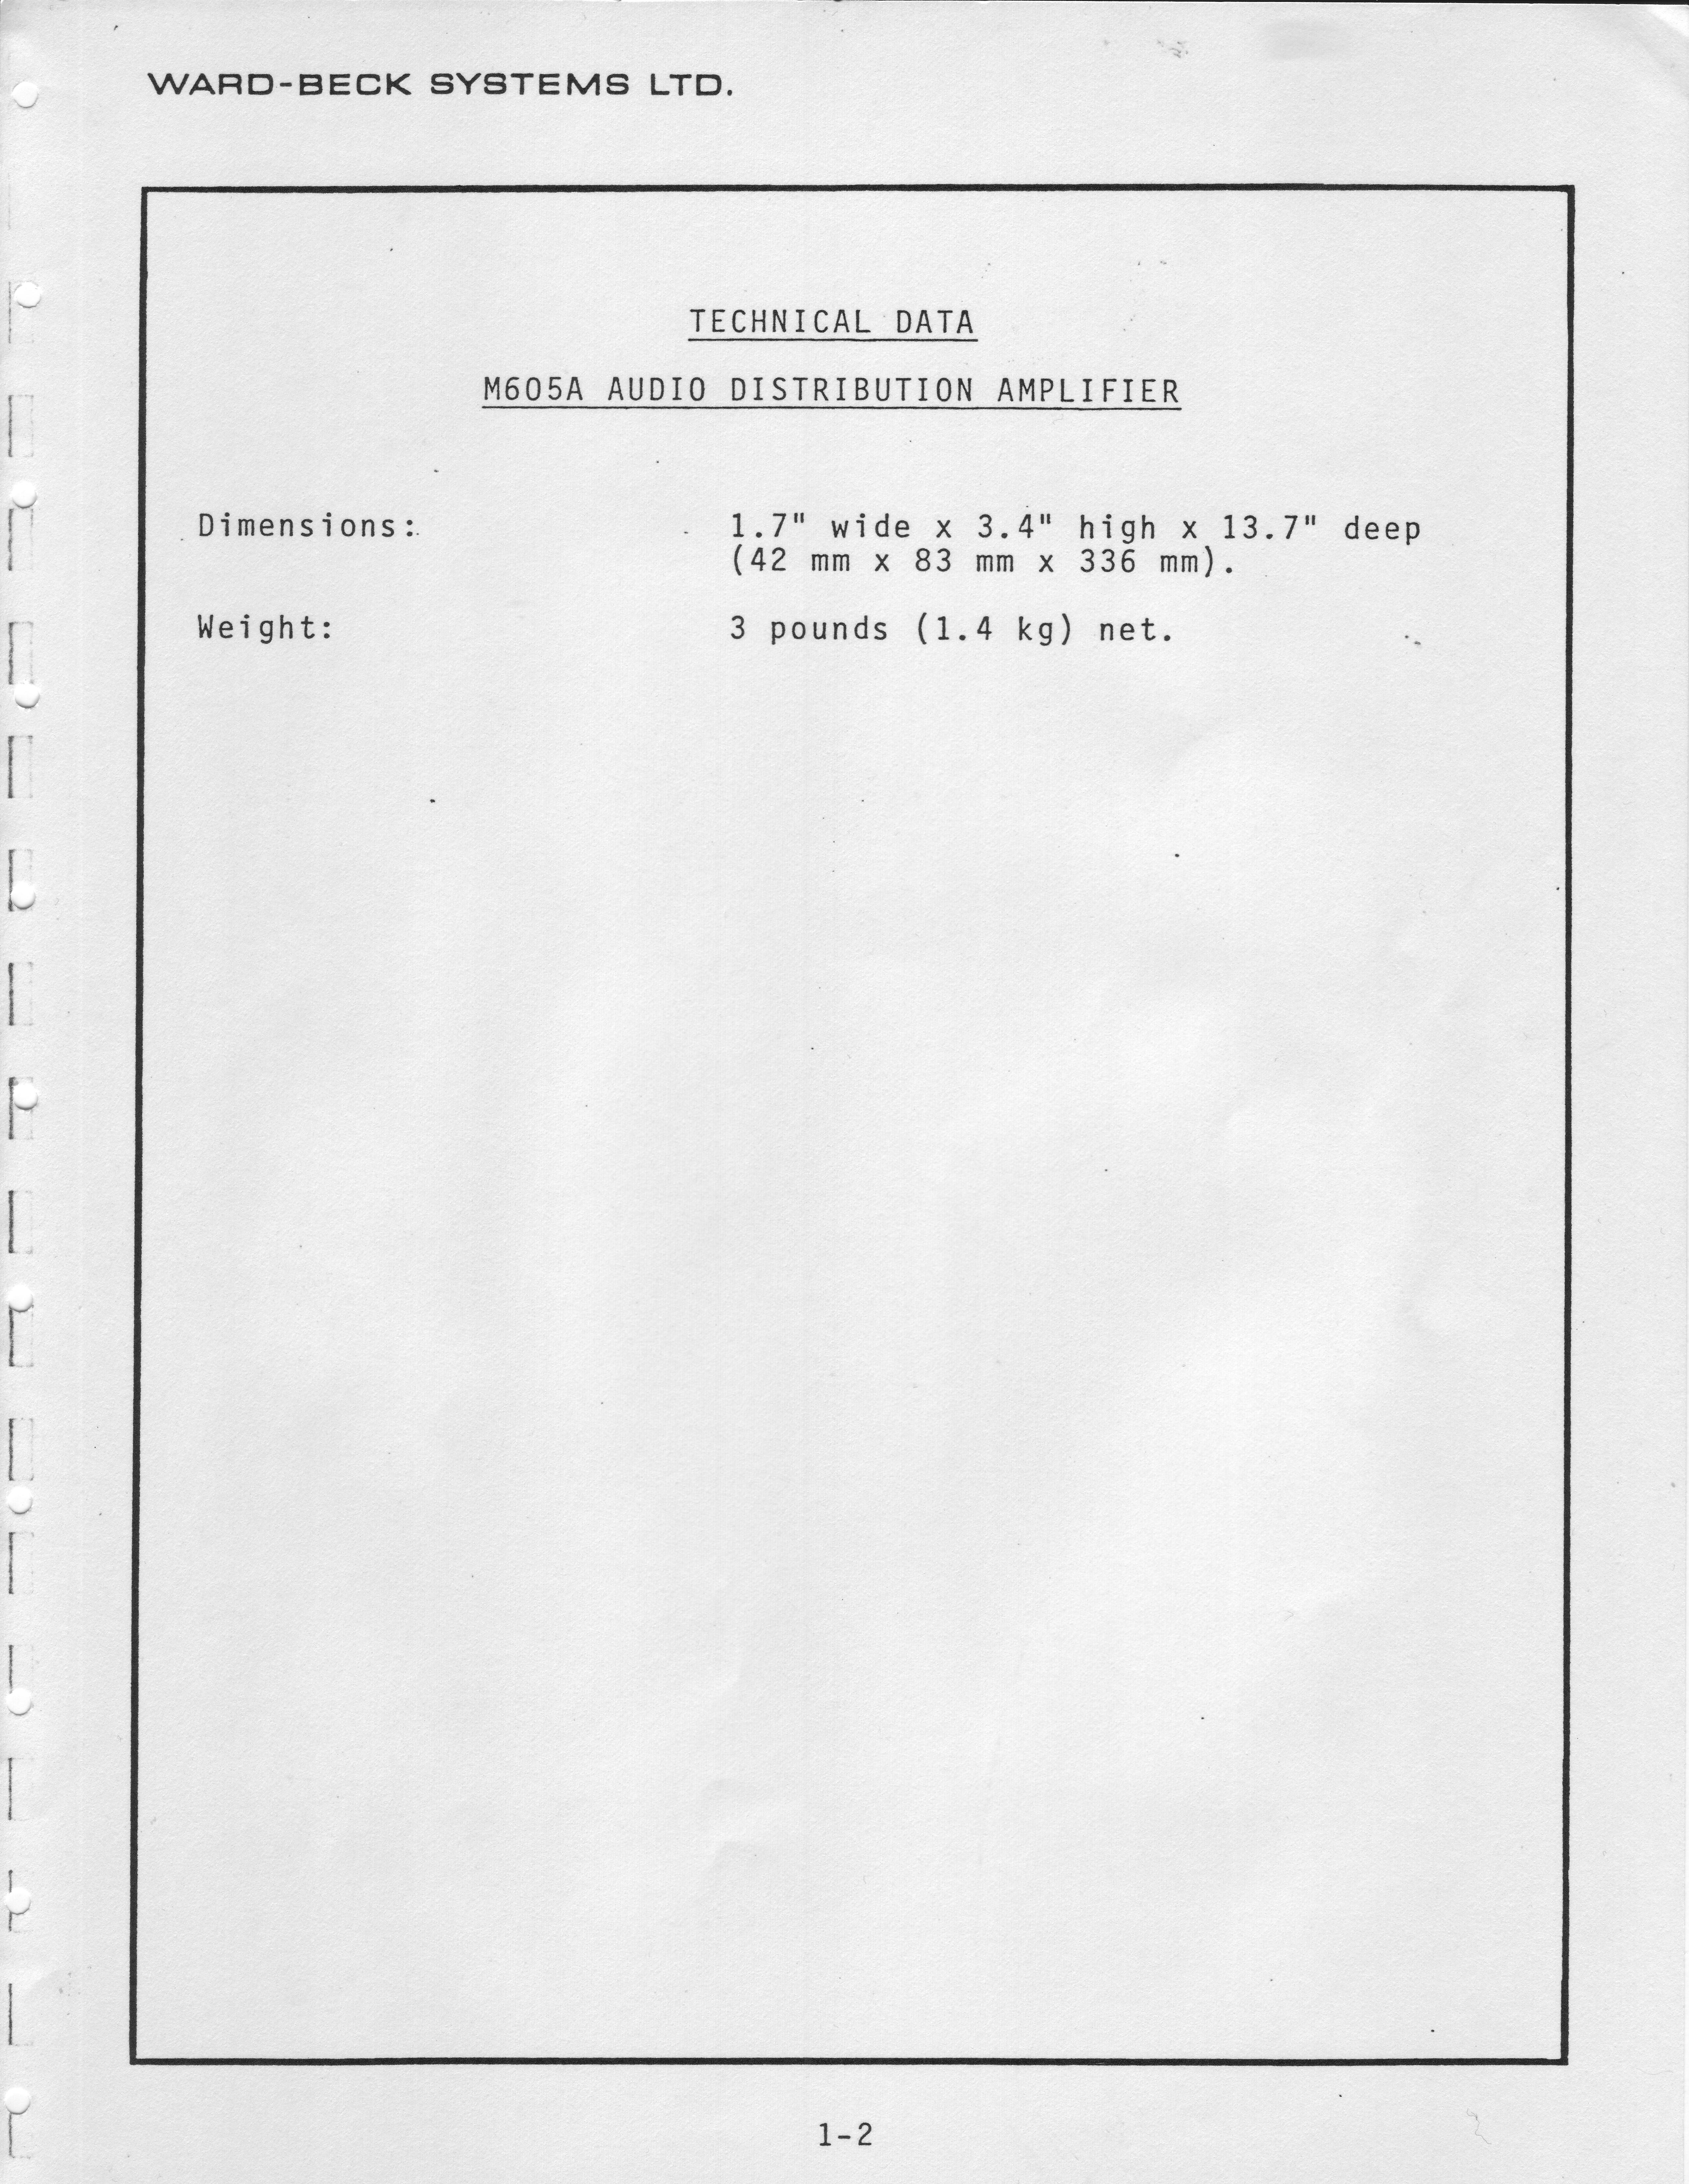 WARD-BECK SYSTEMS LTD.
TECHNICAL DATA
M605A AUDIO DISTRIBUTION AMPLIFIER
Dimensions: 1.7" wide x 3.4" high x 13.7" deep
(42 mm x 83 mm x 336 mm).
Weight: 3 pounds (1.4 kg) net.
1-2